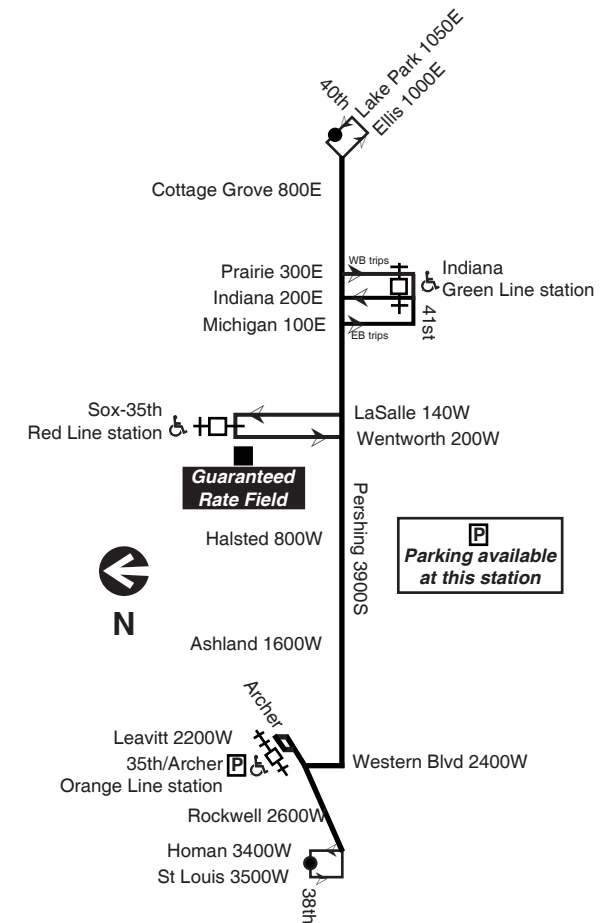 Lake Park 1050E
40th
Ellis 1000E
Cottage Grove 800E
WB trips
Prairie 300E
Indiana
Green Line station
Indiana 200E
Michigan 100E
41st
EB trips
Sox-35th
Red Line station
LaSalle 140W
Wentworth 200W
Guaranteed
Rate Field
Pershing 3900S
Halsted 800W
P
Parking available
at this station
N
Ashland 1600W
Archer
Leavitt 2200W
35th/Archer
Orange Line station
P
Western Blvd 2400W
Rockwell 2600W
Homan 3400W
St Louis 3500W
38th